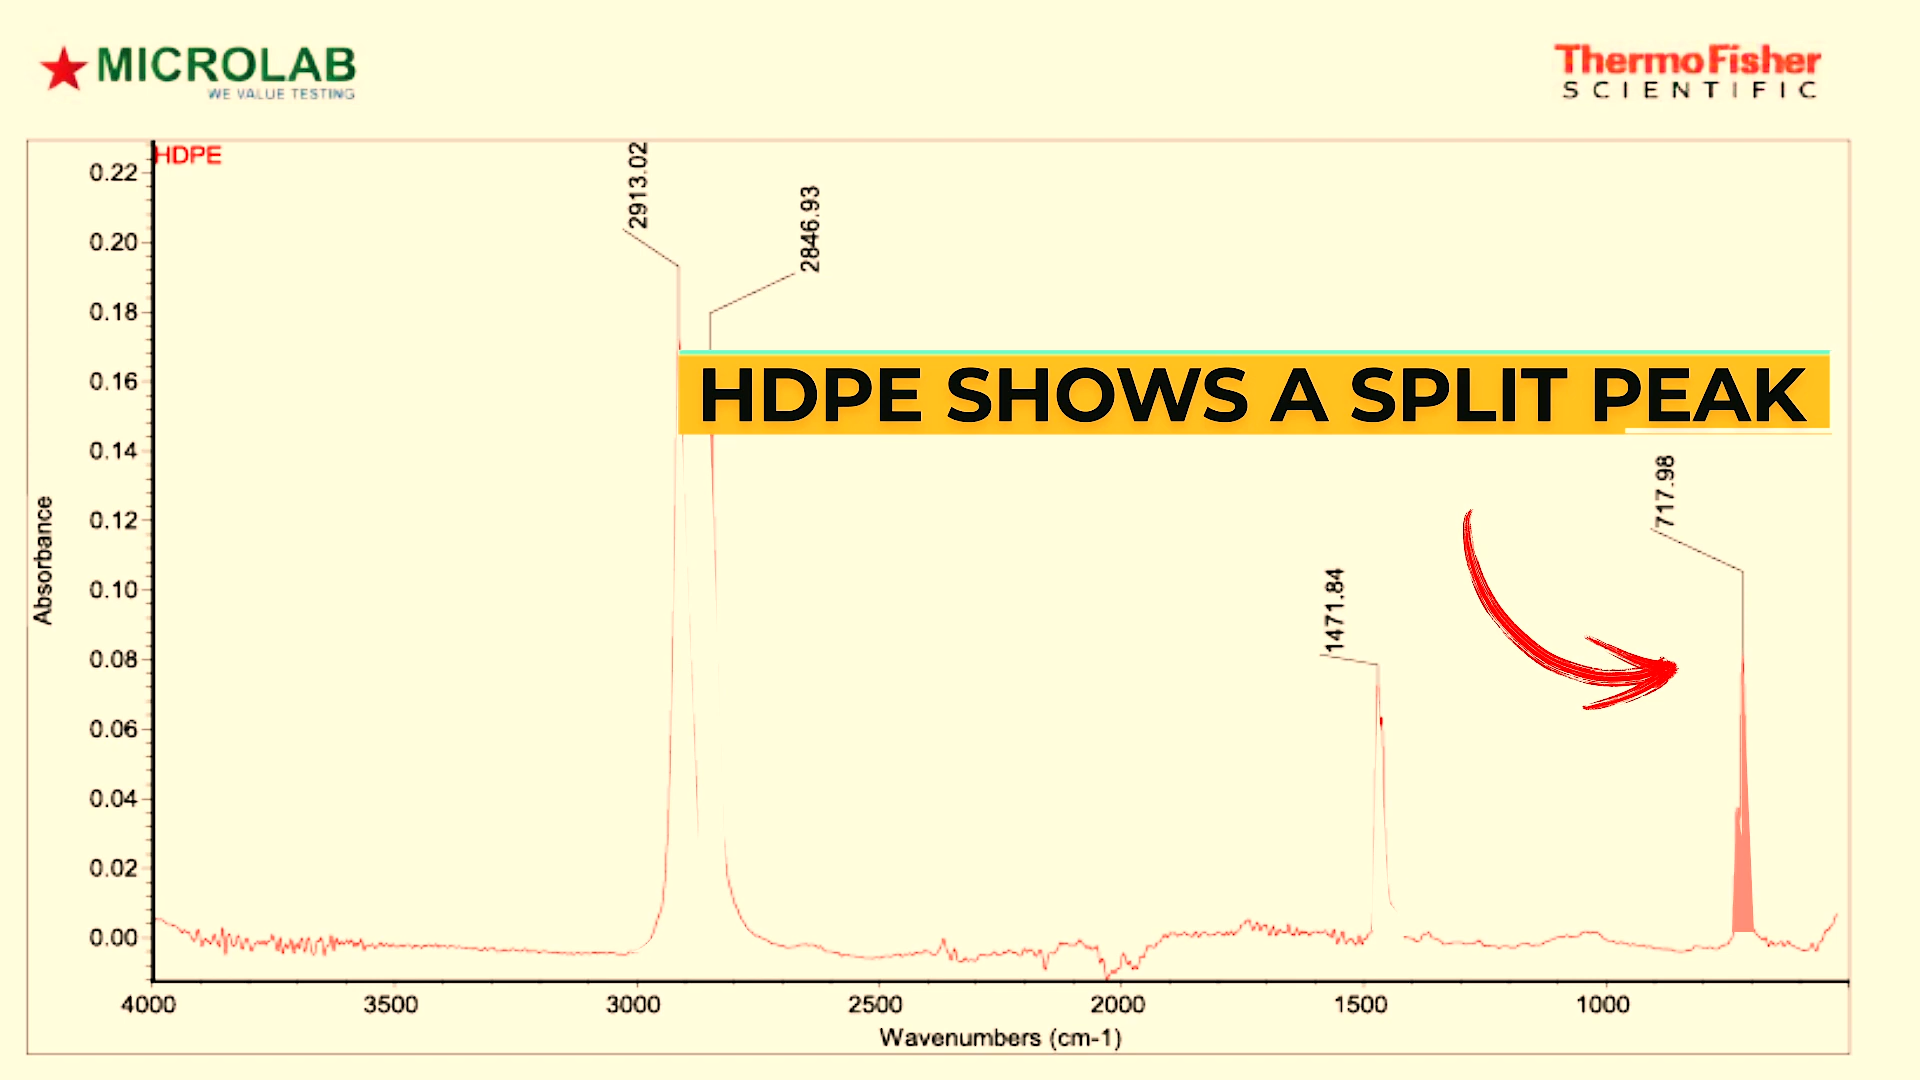 MICROLAB
WE VALUE TESTING
ThermoFisher
SCIENTIFIC
HDPE
2913.02
2846.93
HDPE SHOWS A SPLIT PEAK
717.98
1471.84
Absorbance
0.22
0.20
0.18
0.16
0.14
0.12
0.10
0.08
0.06
0.04
0.02
0.00
4000 3500 3000 2500 2000 1500 1000
Wavenumbers (cm-1)